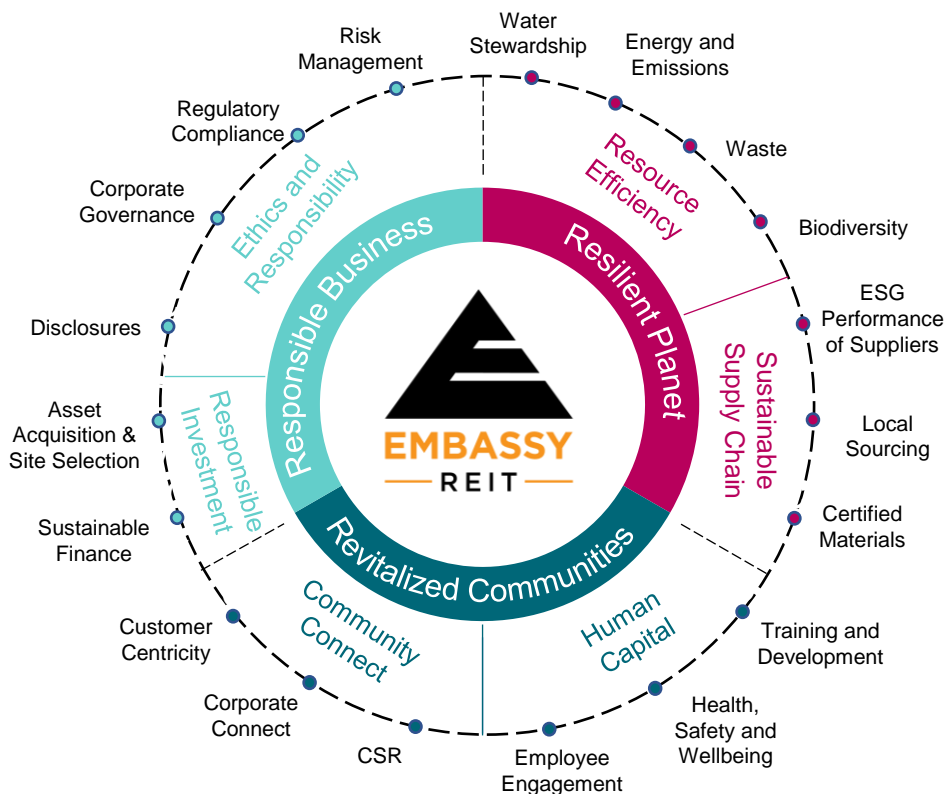 Water
Stewardship
Energy and
Emissions
Waste
Biodiversity
Resource
Efficiency
Resilient Planet
ESG
Performance
of Suppliers
Local
Sourcing
Certified
Materials
Sustainable
Supply Chain
Training and
Development
Health,
Safety and
Wellbeing
Employee
Engagement
Human
Capital
Revitalized Communities
CSR
Corporate
Connect
Customer
Centricity
Community
Connect
Sustainable
Finance
Asset
Acquisition &
Site Selection
Responsible
Investment
Responsible Business
Disclosures
Corporate
Governance
Regulatory
Compliance
Risk
Management
Ethics and
Responsibility
EMBASSY
REIT